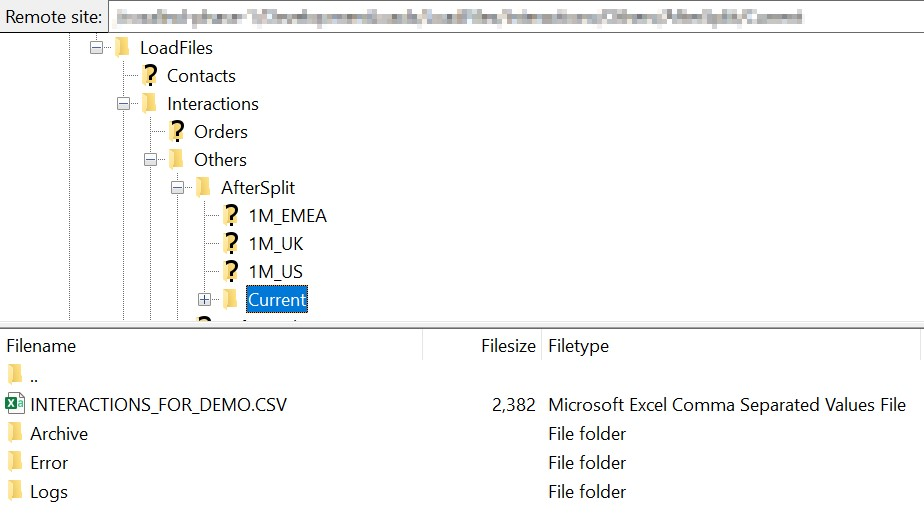 Remote site:
LoadFiles
Contacts
Interactions
Orders
Others
AfterSplit
1M_EMEA
1M_UK
1M_US
Current
Filename Filesize Filetype
..
INTERACTIONS_FOR_DEMO.CSV 2,382 Microsoft Excel Comma Separated Values File
Archive File folder
Error File folder
Logs File folder